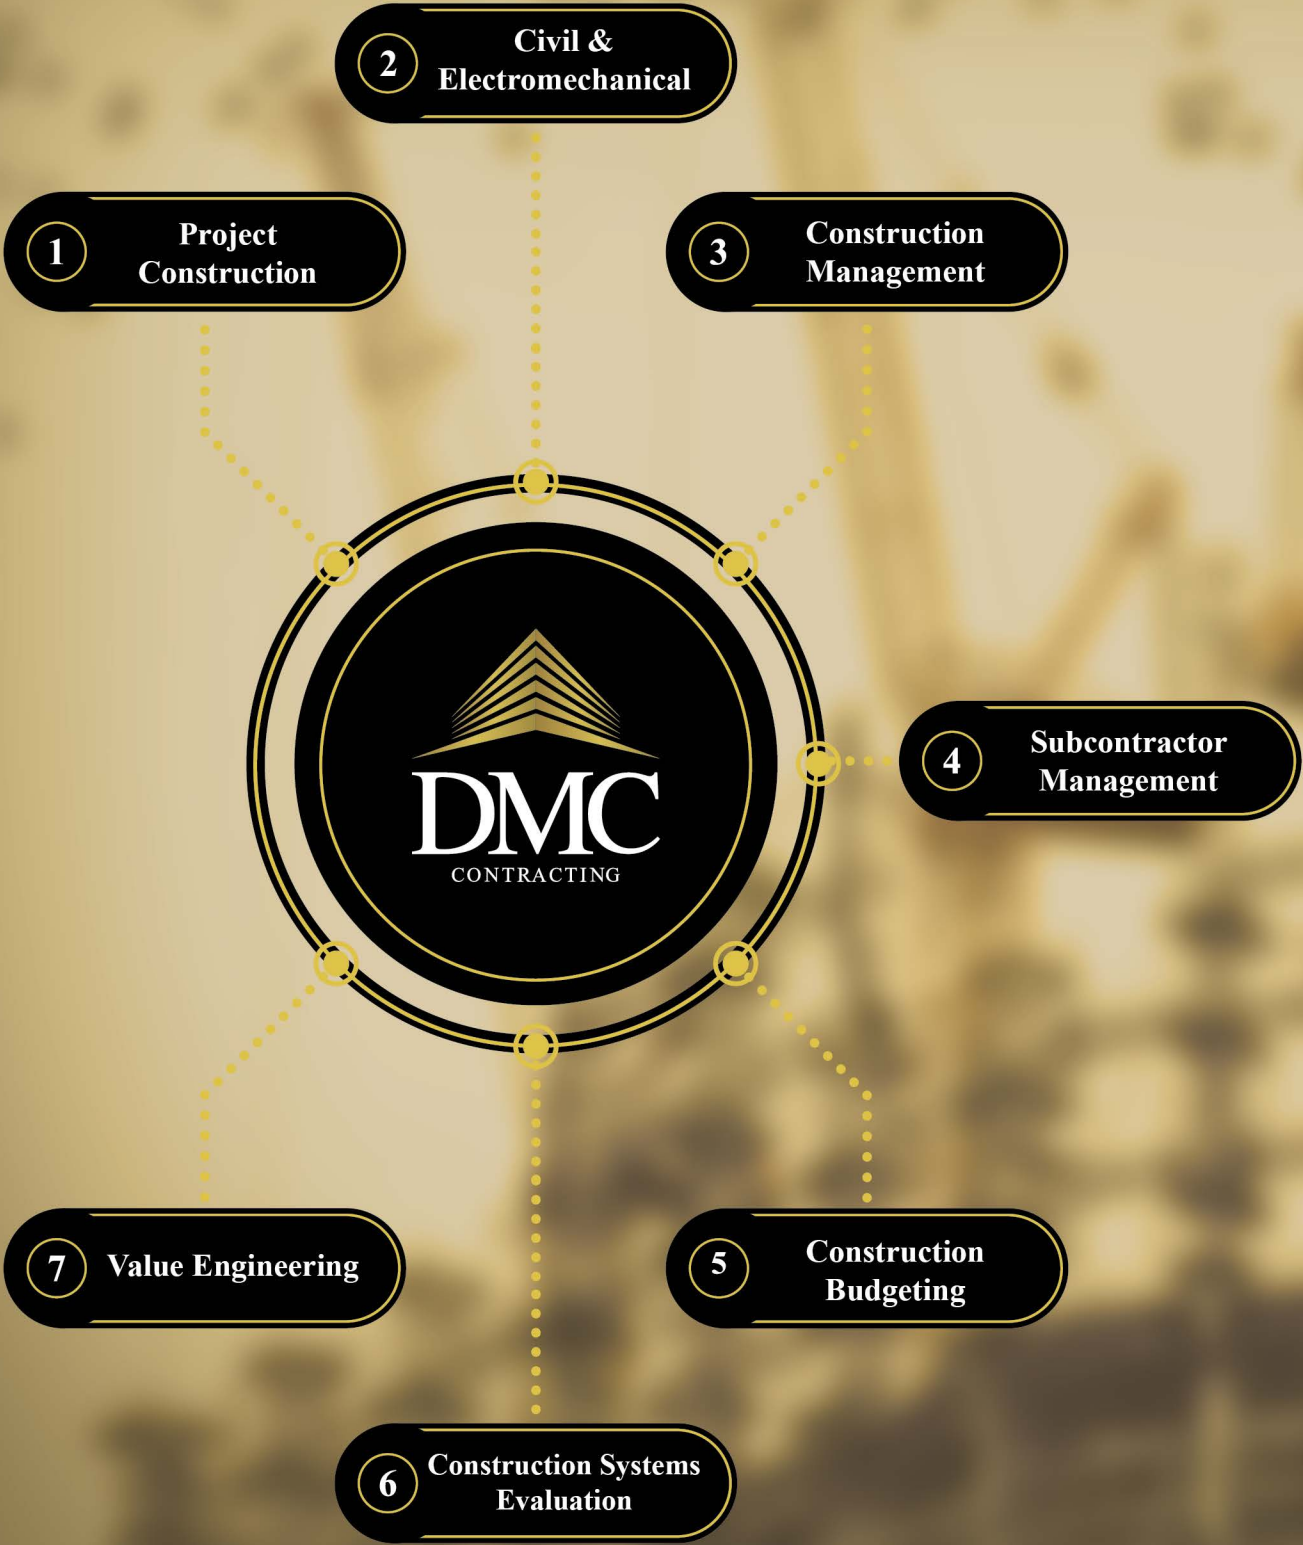 1
Project
Construction
2
Civil &
Electromechanical
3
Construction
Management
4
Subcontractor
Management
5
Construction
Budgeting
6
Construction Systems
Evaluation
7
Value Engineering
DMC
CONTRACTING